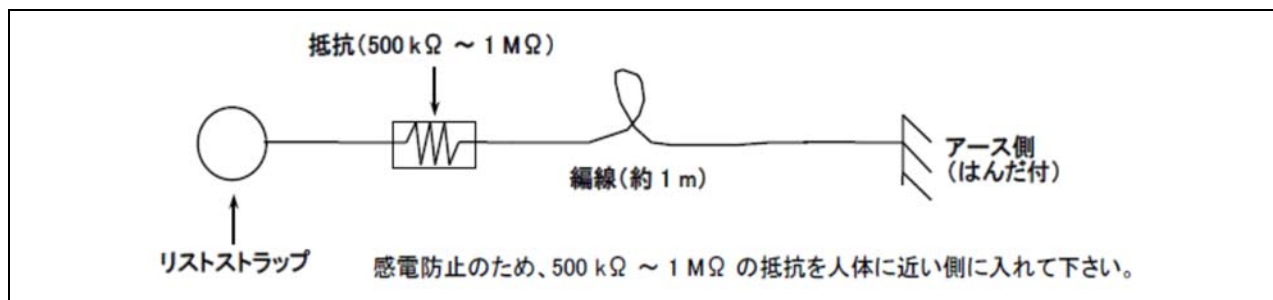 抵抗(500 kΩ ~ 1 MΩ)
編線(約 1 m)
アース側
(はんだ付)
リストストラップ
感電防止のため、500 kΩ ~ 1 MΩ の抵抗を人体に近い側に入れて下さい。